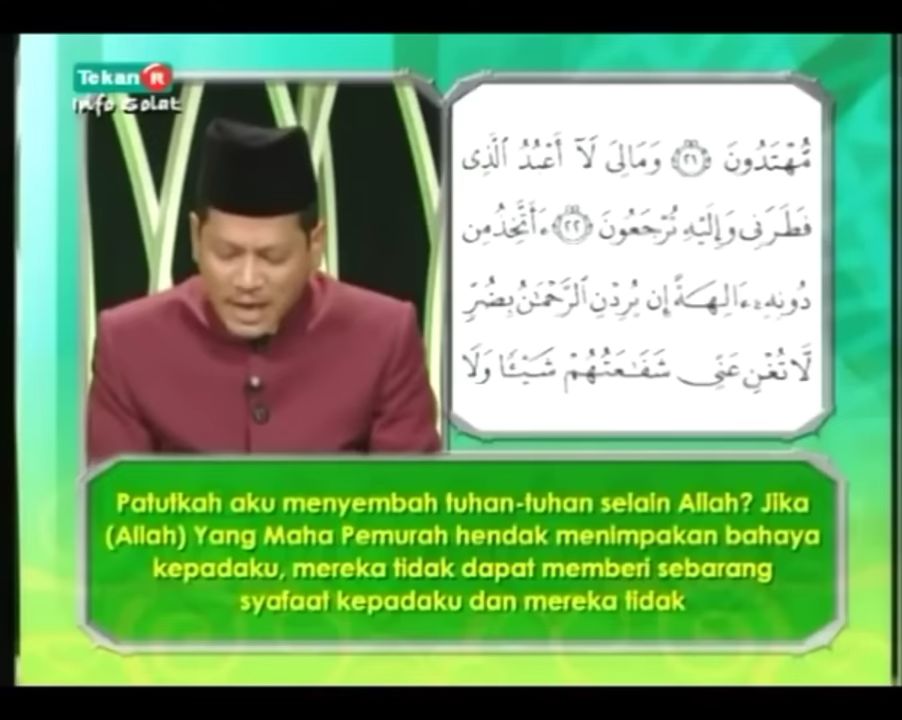 Tekan R
Info Solat
مُّهْتَدُونَ ٢١ وَمَالِىَ لَآ أَعْبُدُ ٱلَّذِى
فَطَرَنِى وَإِلَيْهِ تُرْجَعُونَ ٢٢ ءَأَتَّخِذُ مِن
دُونِهِۦٓ ءَالِهَةً إِن يُرِدْنِ ٱلرَّحْمَٰنُ بِضُرٍّ
لَّا تُغْنِ عَنِّى شَفَٰعَتُهُمْ شَيْـًٔا وَلَا
Patutkah aku menyembah tuhan-tuhan selain Allah? Jika
(Allah) Yang Maha Pemurah hendak menimpakan bahaya
kepadaku, mereka tidak dapat memberi sebarang
syafaat kepadaku dan mereka tidak